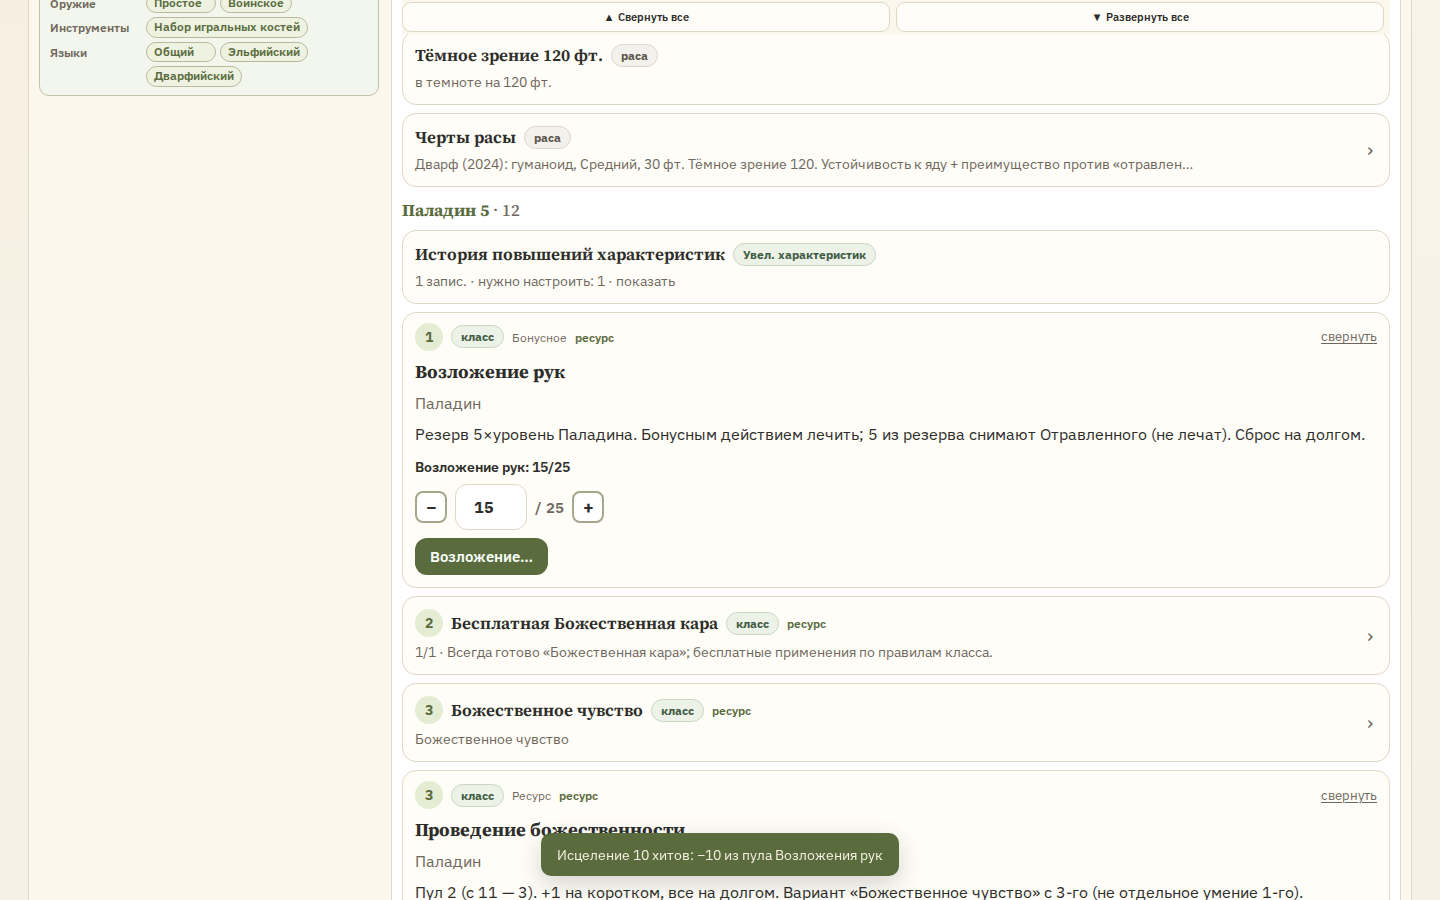 Оружие Простое Воинское
Инструменты Набор игральных костей
Языки Общий Эльфийский
Дварфийский
▲ Свернуть все ▼ Развернуть все
Тёмное зрение 120 фт. раса
в темноте на 120 фт.
Черты расы раса
Дварф (2024): гуманоид, Средний, 30 фт. Тёмное зрение 120. Устойчивость к яду + преимущество против «отравлен... ›
Паладин 5 · 12
История повышений характеристик Увел. характеристик
1 запис. · нужно настроить: 1 · показать
1 класс Бонусное ресурс свернуть
Возложение рук
Паладин
Резерв 5×уровень Паладина. Бонусным действием лечить; 5 из резерва снимают Отравленного (не лечат). Сброс на долгом.
Возложение рук: 15/25
− 15 / 25 +
Возложение...
2 Бесплатная Божественная кара класс ресурс
1/1 · Всегда готово «Божественная кара»; бесплатные применения по правилам класса. ›
3 Божественное чувство класс ресурс
Божественное чувство ›
3 класс Ресурс ресурс свернуть
Проведение божественности
Паладин
Исцеление 10 хитов: −10 из пула Возложения рук
Пул 2 (с 11 — 3). +1 на коротком, все на долгом. Вариант «Божественное чувство» с 3-го (не отдельное умение 1-го).